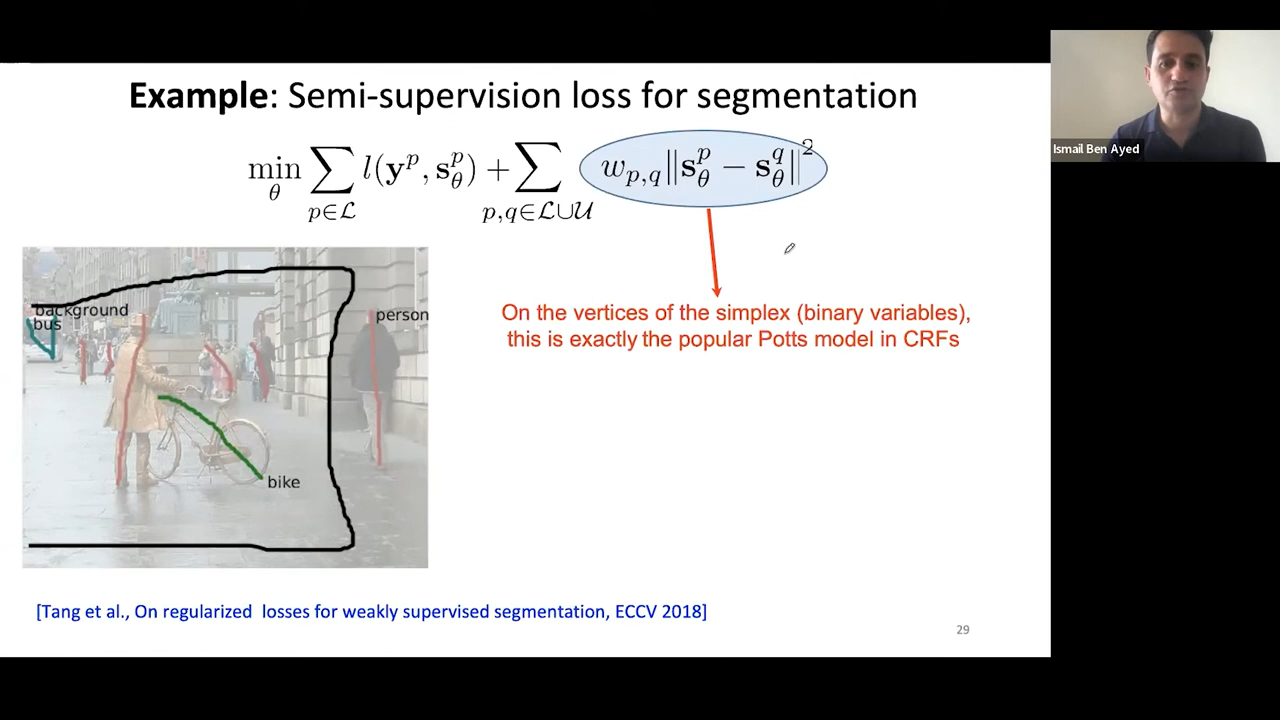 Example: Semi-supervision loss for segmentation
min_θ ∑_{p∈ℒ} l(y^p, s_θ^p) + ∑_{p,q∈ℒ∪𝒰} w_{p,q}‖s_θ^p − s_θ^q‖²
Ismail Ben Ayed
On the vertices of the simplex (binary variables),
this is exactly the popular Potts model in CRFs
background
bus
person
bike
[Tang et al., On regularized losses for weakly supervised segmentation, ECCV 2018]
29